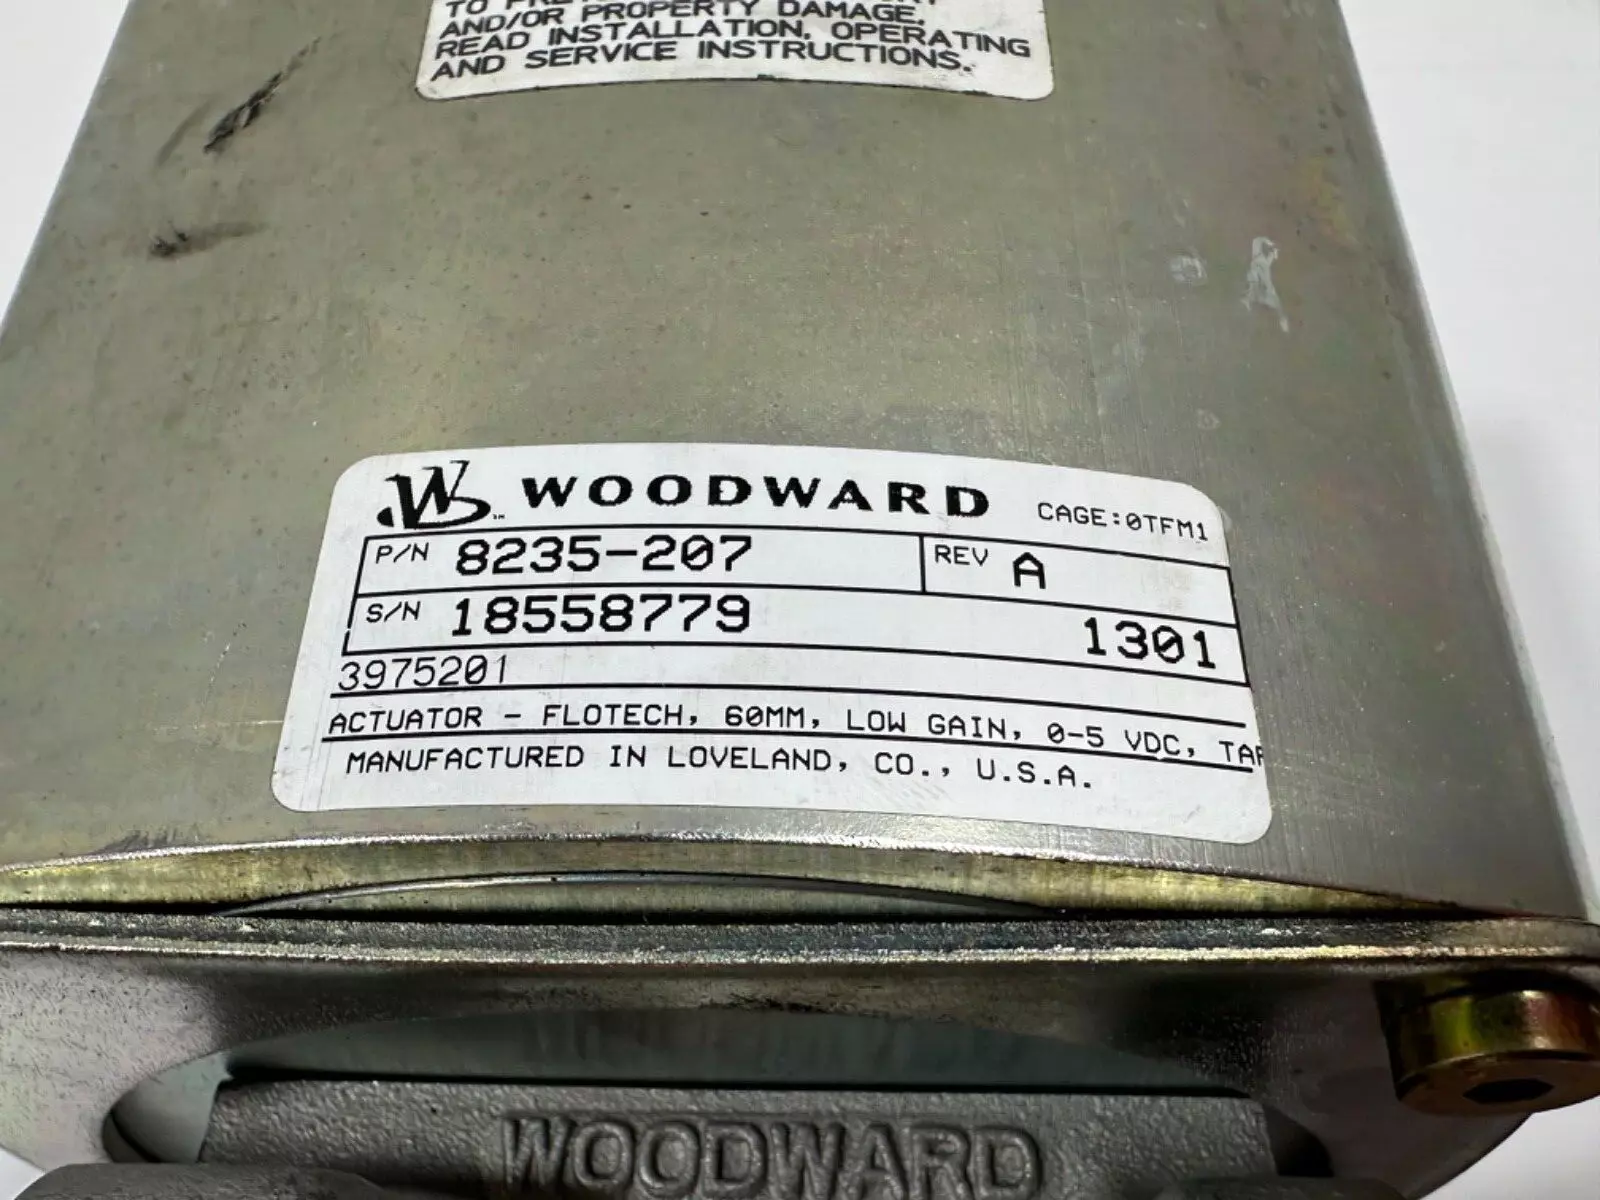 AND/OR PROPERTY DAMAGE,
READ INSTALLATION, OPERATING
AND SERVICE INSTRUCTIONS.
WOODWARD CAGE:0TFM1
P/N 8235-207 REV A
S/N 18558779 1301
3975201
ACTUATOR - FLOTECH, 60MM, LOW GAIN, 0-5 VDC,
MANUFACTURED IN LOVELAND, CO., U.S.A.
WOODWARD